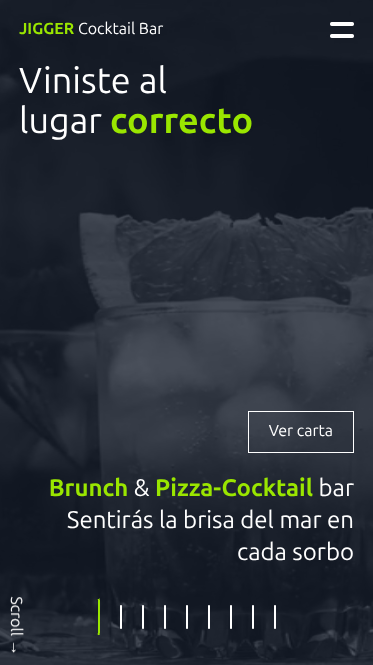 JIGGER Cocktail Bar
Viniste al
lugar correcto
Ver carta
Brunch & Pizza-Cocktail bar
Sentirás la brisa del mar en
cada sorbo
Scroll →